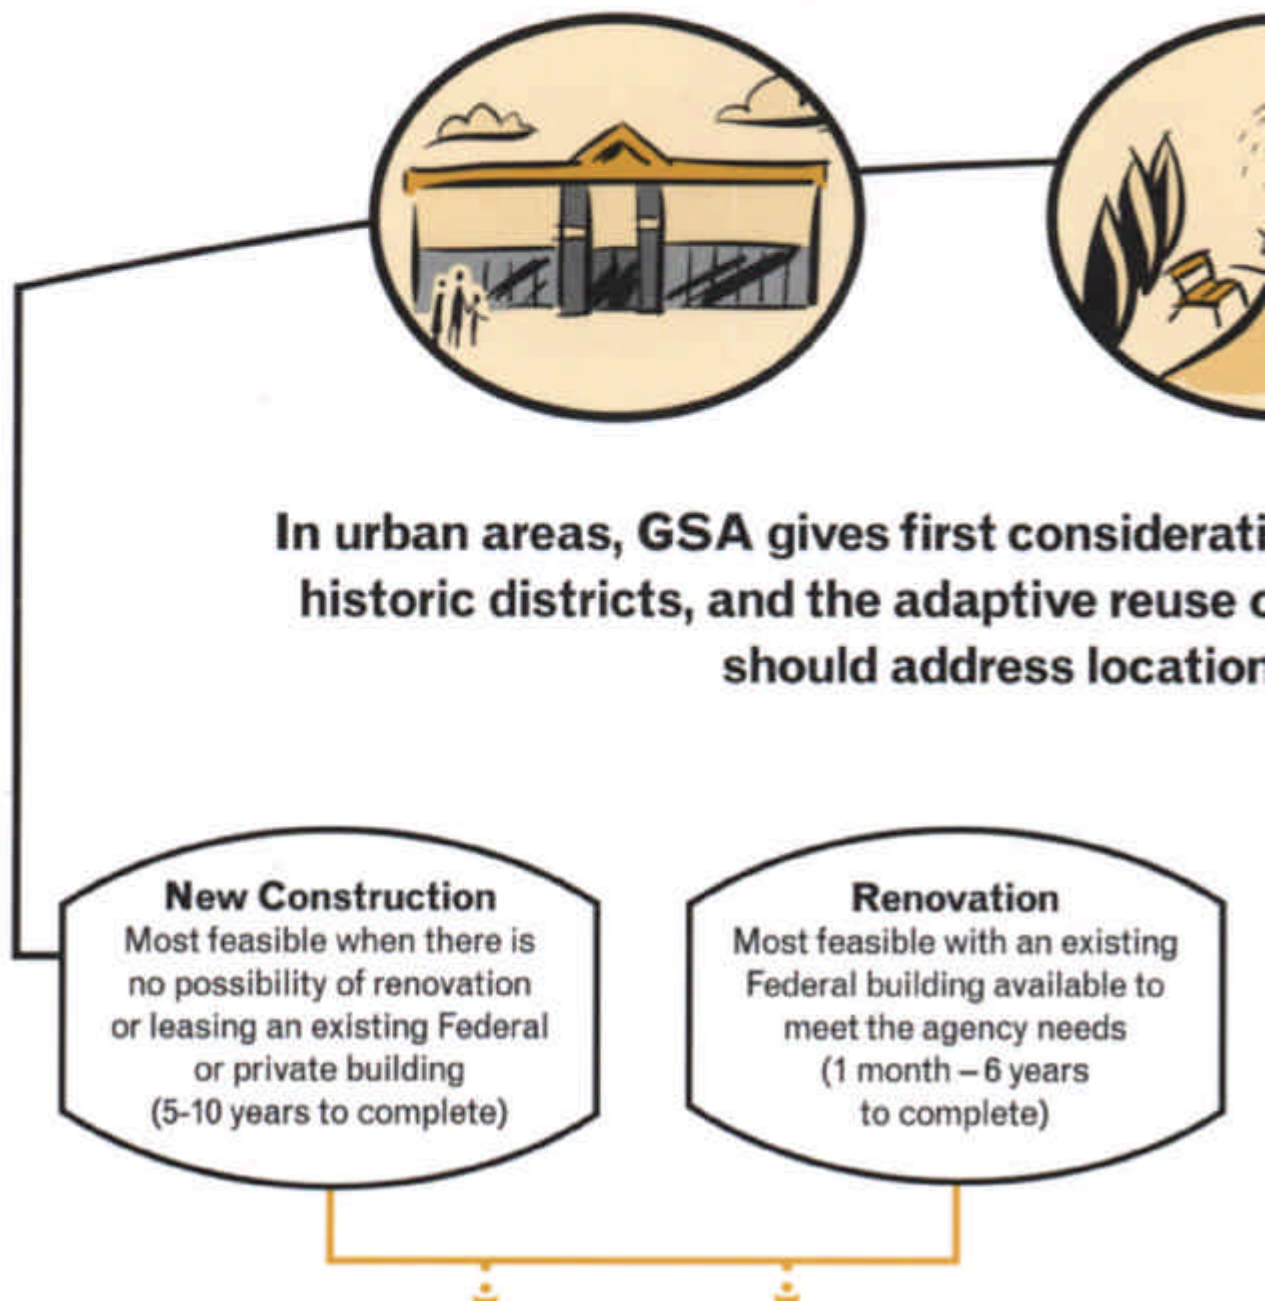 In urban areas, GSA gives first considerati
historic districts, and the adaptive reuse
should address location
New Construction
Most feasible when there is
no possibility of renovation
or leasing an existing Federal
or private building
(5-10 years to complete)
Renovation
Most feasible with an existing
Federal building available to
meet the agency needs
(1 month – 6 years
to complete)